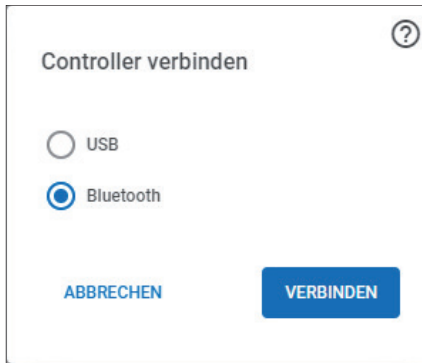 ?
Controller verbinden
USB
Bluetooth
ABBRECHEN VERBINDEN